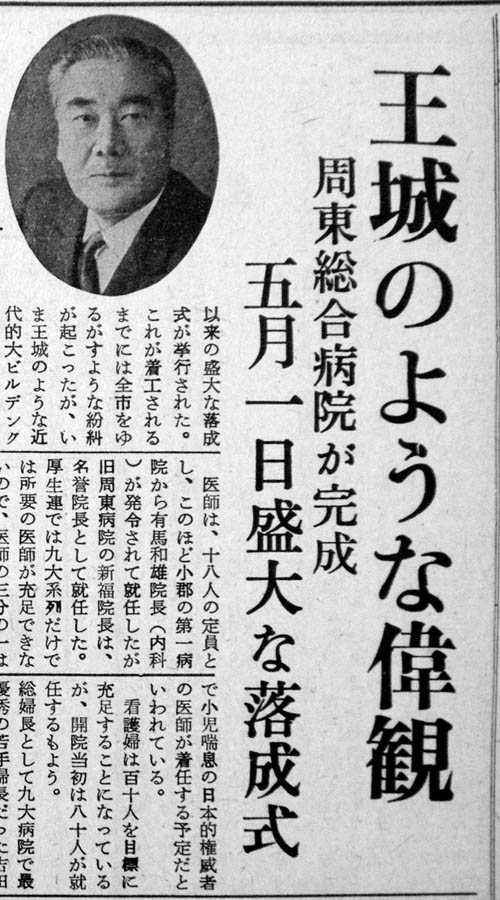 王城のような偉観
周東総合病院が完成
五月一日盛大な落成式
以来の盛大な落成
式が挙行された。
これが着工される
までには全市をゆ
るがすような紛糾
が起こったが、い
ま王城のような近
代的大ビルデング
医師は、十八人の定員と
し、このほど小郡の第一病
院から有馬和雄院長（内科
）が発令されて就任したが
旧周東病院の新福院長は、
名誉院長として就任した。
厚生連では九大系列だけで
は所要の医師が充足できな
いので、医師の三分の一は
で小児喘息の日本的権威者
の医師が着任する予定だと
いわれている。
看護婦は百十人を目標に
充足することになっている
が、開院当初は八十人が就
任するもよう。
総婦長として九大病院で最
優秀の若手婦長だった吉田